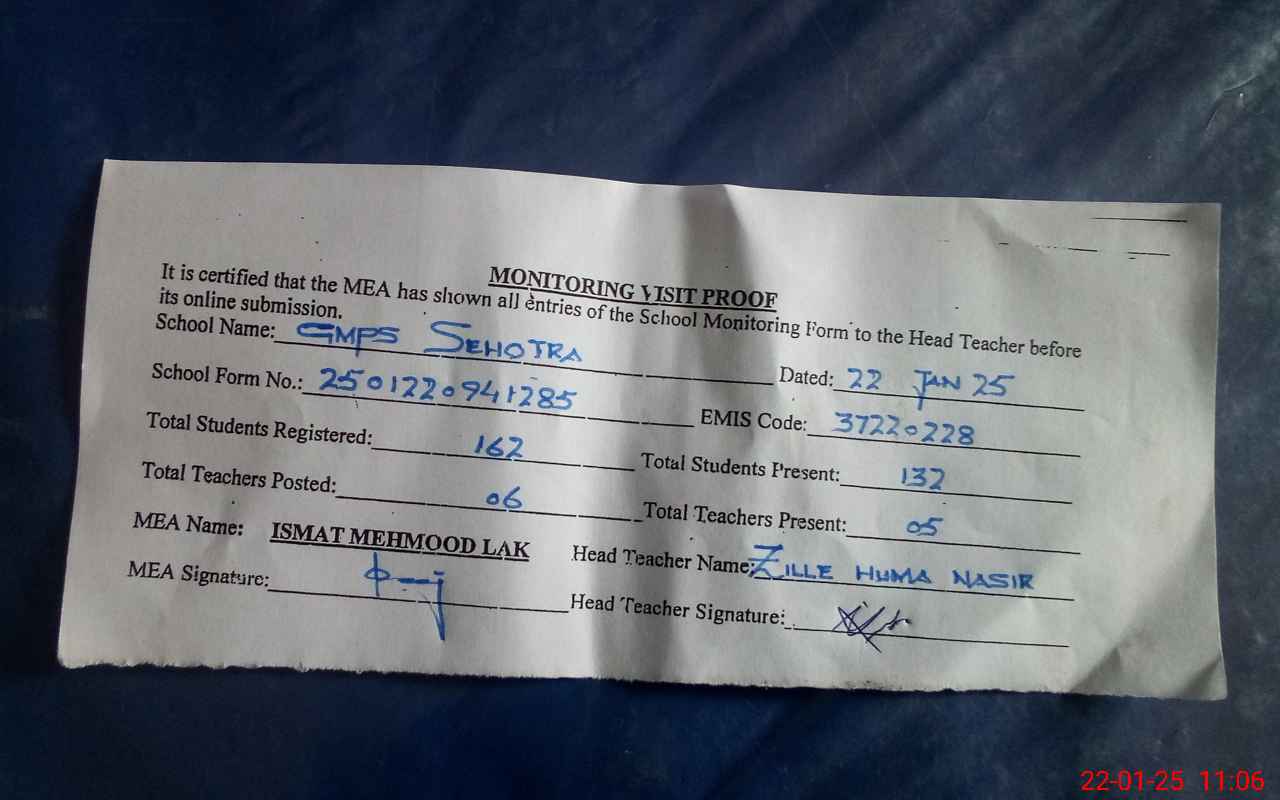 MONITORING VISIT PROOF
It is certified that the MEA has shown all entries of the School Monitoring Form to the Head Teacher before
its online submission.
School Name: GMPS SEHOTRA Dated: 22 JAN 25
School Form No.: 2501220941285 EMIS Code: 37220228
Total Students Registered: 162 Total Students Present: 132
Total Teachers Posted: 06 Total Teachers Present: 05
MEA Name: ISMAT MEHMOOD LAK Head Teacher Name: ZILLE HUMA NASIR
MEA Signature: Head Teacher Signature:
22-01-25 11:06